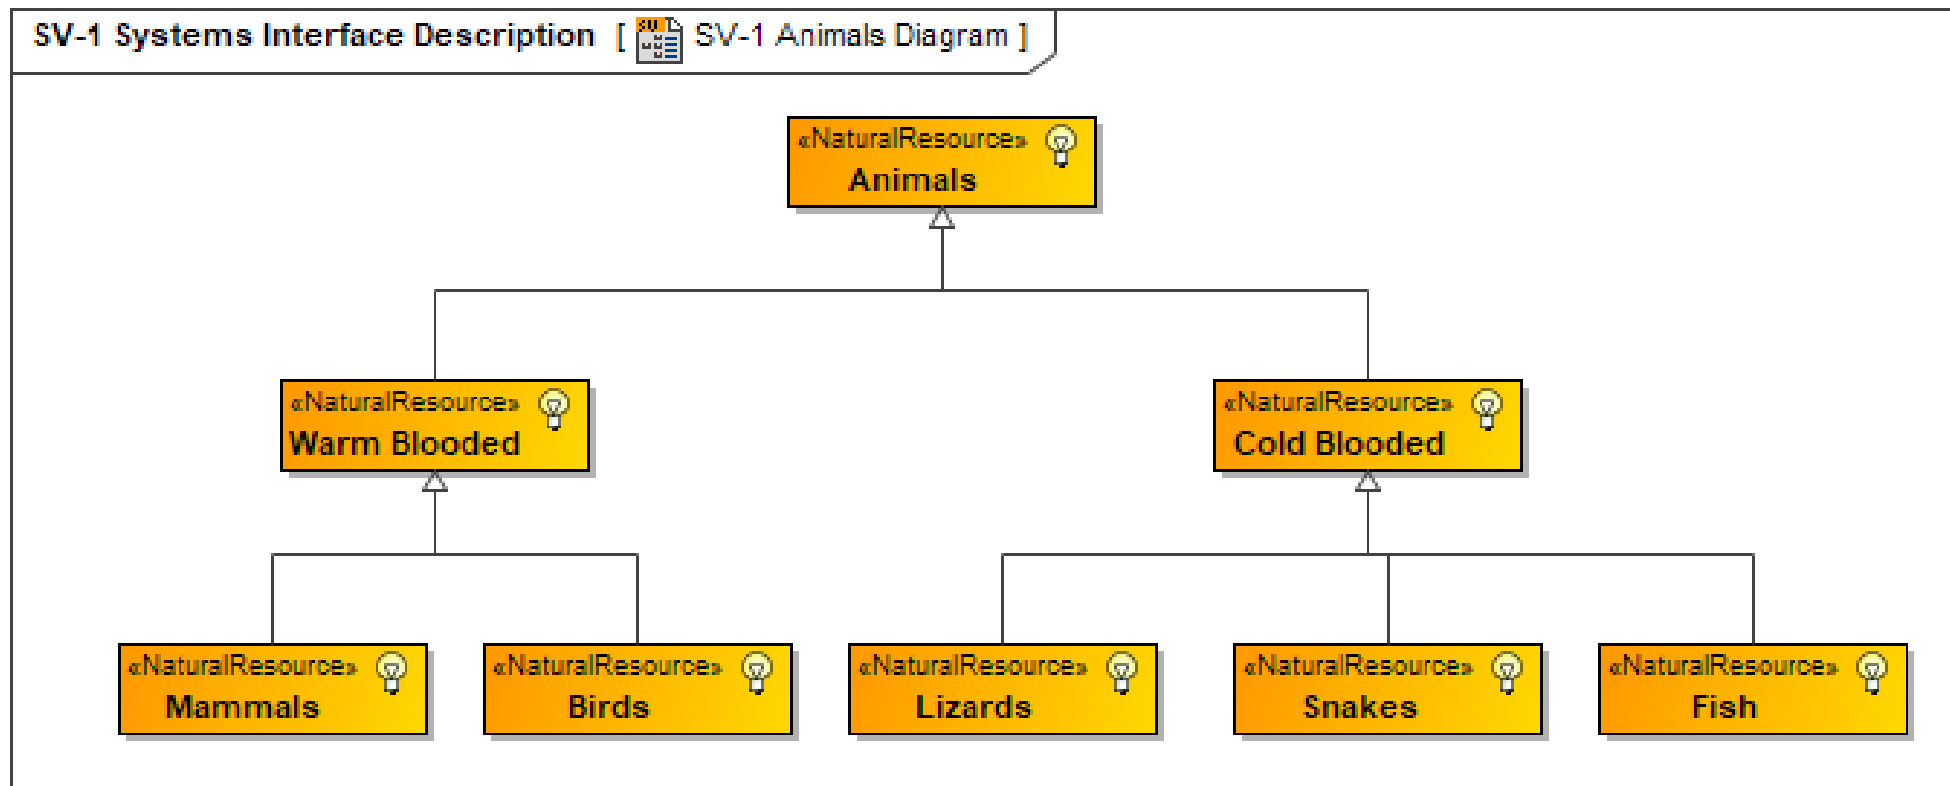 SV-1 Systems Interface Description [ SV-1 Animals Diagram ]
«NaturalResource»
Animals
«NaturalResource»
Warm Blooded
«NaturalResource»
Cold Blooded
«NaturalResource»
Mammals
«NaturalResource»
Birds
«NaturalResource»
Lizards
«NaturalResource»
Snakes
«NaturalResource»
Fish